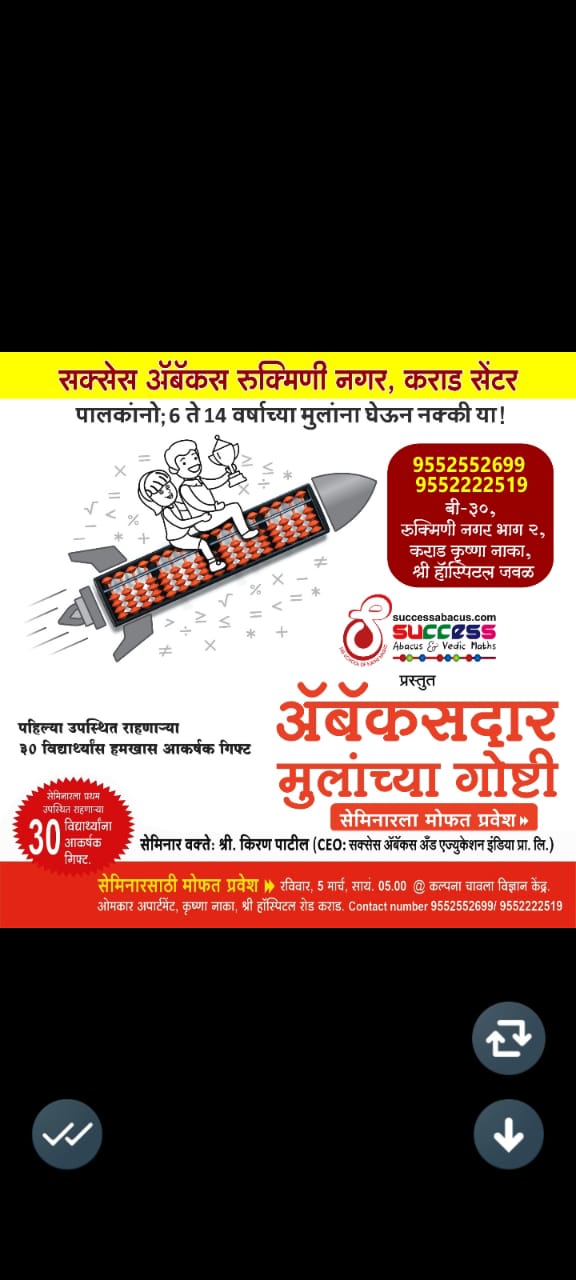 सक्सेस ॲबॅकस रुक्मिणी नगर, कराड सेंटर
पालकांनो; 6 ते 14 वर्षाच्या मुलांना घेऊन नक्की या!
9552552699
9552222519
बी-३०,
रुक्मिणी नगर भाग २,
कराड कृष्णा नाका,
श्री हॉस्पिटल जवळ
successabacus.com
success
Abacus & Vedic Maths
प्रस्तुत
ॲबॅकसदार
मुलांच्या गोष्टी
सेमिनारला मोफत प्रवेश
पहिल्या उपस्थित राहणाऱ्या
३० विद्यार्थ्यांस हमखास आकर्षक गिफ्ट
सेमिनारला प्रथम
उपस्थित राहणाऱ्या
30 विद्यार्थ्यांना
आकर्षक
गिफ्ट.
सेमिनार वक्ते: श्री. किरण पाटील (CEO: सक्सेस ॲबॅकस अँड एज्युकेशन इंडिया प्रा. लि.)
सेमिनारसाठी मोफत प्रवेश रविवार, 5 मार्च, सायं. 05.00 @ कल्पना चावला विज्ञान केंद्र.
ओमकार अपार्टमेंट, कृष्णा नाका, श्री हॉस्पिटल रोड कराड. Contact number 9552552699/ 9552222519